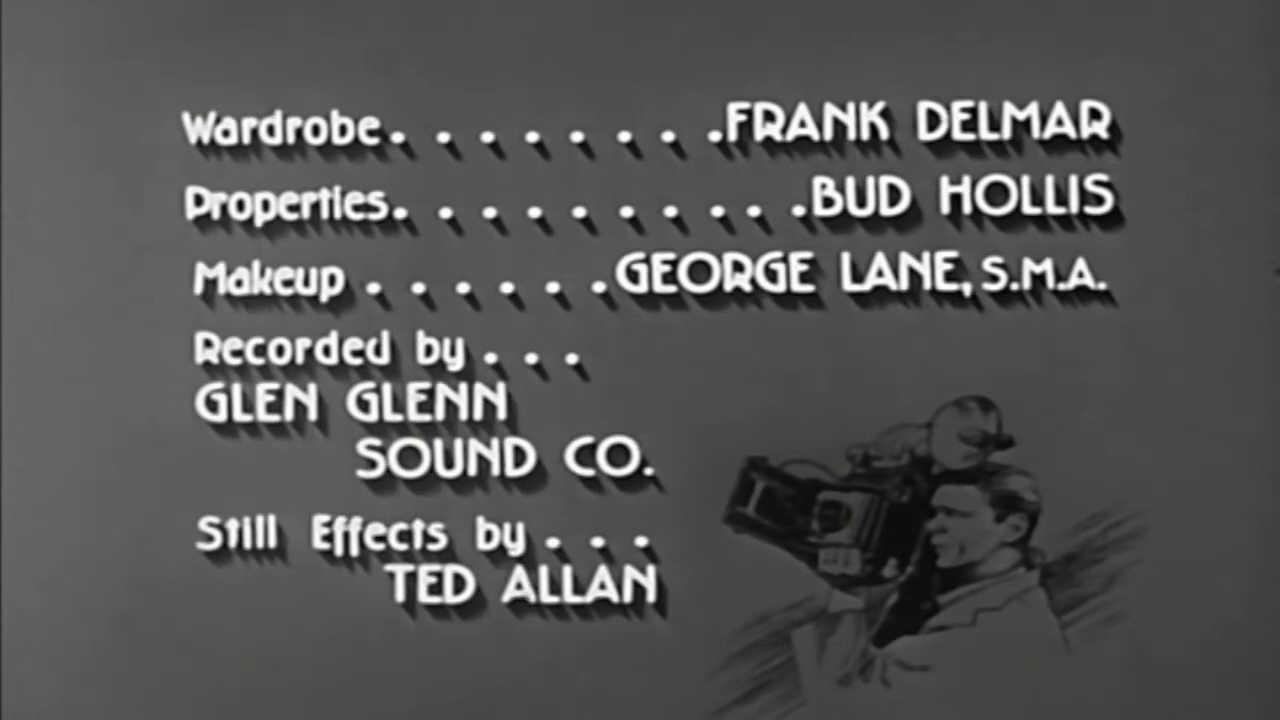 Wardrobe. . . . . . . . .FRANK DELMAR
Properties. . . . . . . . . .BUD HOLLIS
Makeup . . . . . .GEORGE LANE, S.M.A.
Recorded by . . .
GLEN GLENN
SOUND CO.
Still Effects by . . .
TED ALLAN